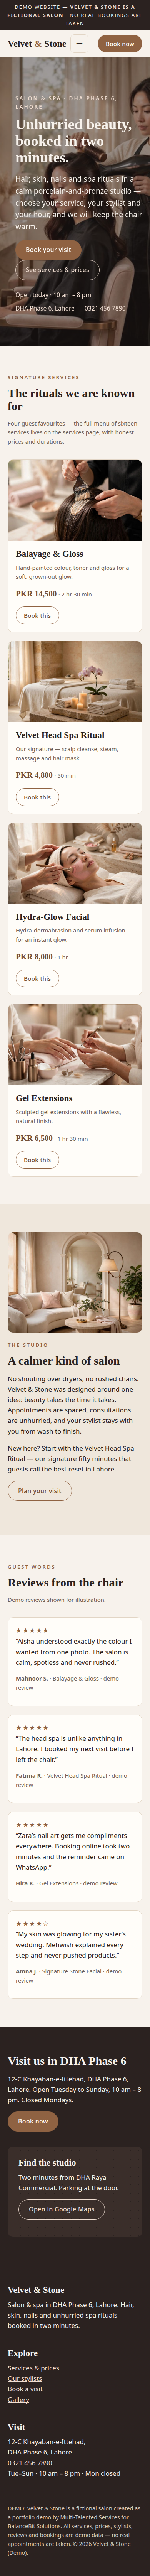 DEMO WEBSITE — VELVET & STONE IS A
FICTIONAL SALON · NO REAL BOOKINGS ARE
TAKEN
Velvet & Stone
☰
Book now
SALON & SPA · DHA PHASE 6,
LAHORE
Unhurried beauty,
booked in two
minutes.
Hair, skin, nails and spa rituals in a
calm porcelain-and-bronze studio —
choose your service, your stylist and
your hour, and we will keep the chair
warm.
Book your visit
See services & prices
Open today · 10 am – 8 pm
DHA Phase 6, Lahore 0321 456 7890
SIGNATURE SERVICES
The rituals we are known
for
Four guest favourites — the full menu of sixteen
services lives on the services page, with honest
prices and durations.
Balayage & Gloss
Hand-painted colour, toner and gloss for a
soft, grown-out glow.
PKR 14,500 · 2 hr 30 min
Book this
Velvet Head Spa Ritual
Our signature — scalp cleanse, steam,
massage and hair mask.
PKR 4,800 · 50 min
Book this
Hydra-Glow Facial
Hydra-dermabrasion and serum infusion
for an instant glow.
PKR 8,000 · 1 hr
Book this
Gel Extensions
Sculpted gel extensions with a flawless,
natural finish.
PKR 6,500 · 1 hr 30 min
Book this
THE STUDIO
A calmer kind of salon
No shouting over dryers, no rushed chairs.
Velvet & Stone was designed around one
idea: beauty takes the time it takes.
Appointments are spaced, consultations
are unhurried, and your stylist stays with
you from wash to finish.
New here? Start with the Velvet Head Spa
Ritual — our signature fifty minutes that
guests call the best reset in Lahore.
Plan your visit
GUEST WORDS
Reviews from the chair
Demo reviews shown for illustration.
★★★★★
“Aisha understood exactly the colour I
wanted from one photo. The salon is
calm, spotless and never rushed.”
Mahnoor S. · Balayage & Gloss · demo
review
★★★★★
“The head spa is unlike anything in
Lahore. I booked my next visit before I
left the chair.”
Fatima R. · Velvet Head Spa Ritual · demo
review
★★★★★
“Zara’s nail art gets me compliments
everywhere. Booking online took two
minutes and the reminder came on
WhatsApp.”
Hira K. · Gel Extensions · demo review
★★★★☆
“My skin was glowing for my sister’s
wedding. Mehwish explained every
step and never pushed products.”
Amna J. · Signature Stone Facial · demo
review
Visit us in DHA Phase 6
12-C Khayaban-e-Ittehad, DHA Phase 6,
Lahore. Open Tuesday to Sunday, 10 am – 8
pm. Closed Mondays.
Book now
Find the studio
Two minutes from DHA Raya
Commercial. Parking at the door.
Open in Google Maps
Velvet & Stone
Salon & spa in DHA Phase 6, Lahore. Hair,
skin, nails and unhurried spa rituals —
booked in two minutes.
Explore
Services & prices
Our stylists
Book a visit
Gallery
Visit
12-C Khayaban-e-Ittehad,
DHA Phase 6, Lahore
0321 456 7890
Tue–Sun · 10 am – 8 pm · Mon closed
DEMO: Velvet & Stone is a fictional salon created as
a portfolio demo by Multi-Talented Services for
BalanceBit Solutions. All services, prices, stylists,
reviews and bookings are demo data — no real
appointments are taken. © 2026 Velvet & Stone
(Demo).